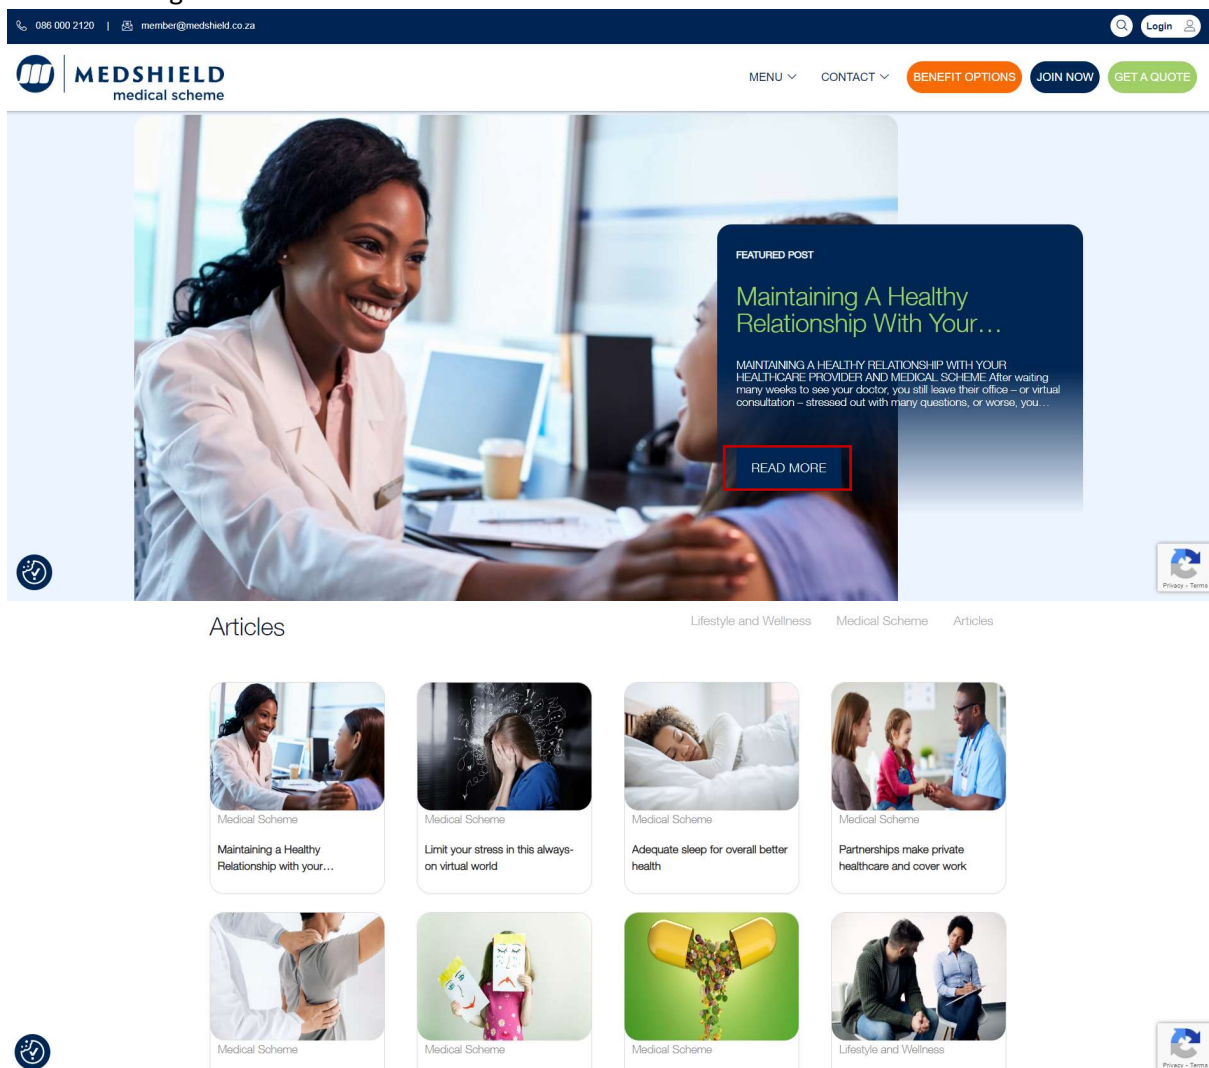 086 000 2120 | member@medshield.co.za
Login
MEDSHIELD
medical scheme
MENU
CONTACT
BENEFIT OPTIONS
JOIN NOW
GET A QUOTE
FEATURED POST
Maintaining A Healthy
Relationship With Your…
MAINTAINING A HEALTHY RELATIONSHIP WITH YOUR
HEALTHCARE PROVIDER AND MEDICAL SCHEME After waiting
many weeks to see your doctor, you still leave their office – or virtual
consultation – stressed out with many questions, or worse, you…
READ MORE
Privacy - Terms
Articles
Lifestyle and Wellness
Medical Scheme
Articles
Medical Scheme
Maintaining a Healthy
Relationship with your…
Medical Scheme
Limit your stress in this always-
on virtual world
Medical Scheme
Adequate sleep for overall better
health
Medical Scheme
Partnerships make private
healthcare and cover work
Medical Scheme
Medical Scheme
Medical Scheme
Lifestyle and Wellness
Privacy - Terms